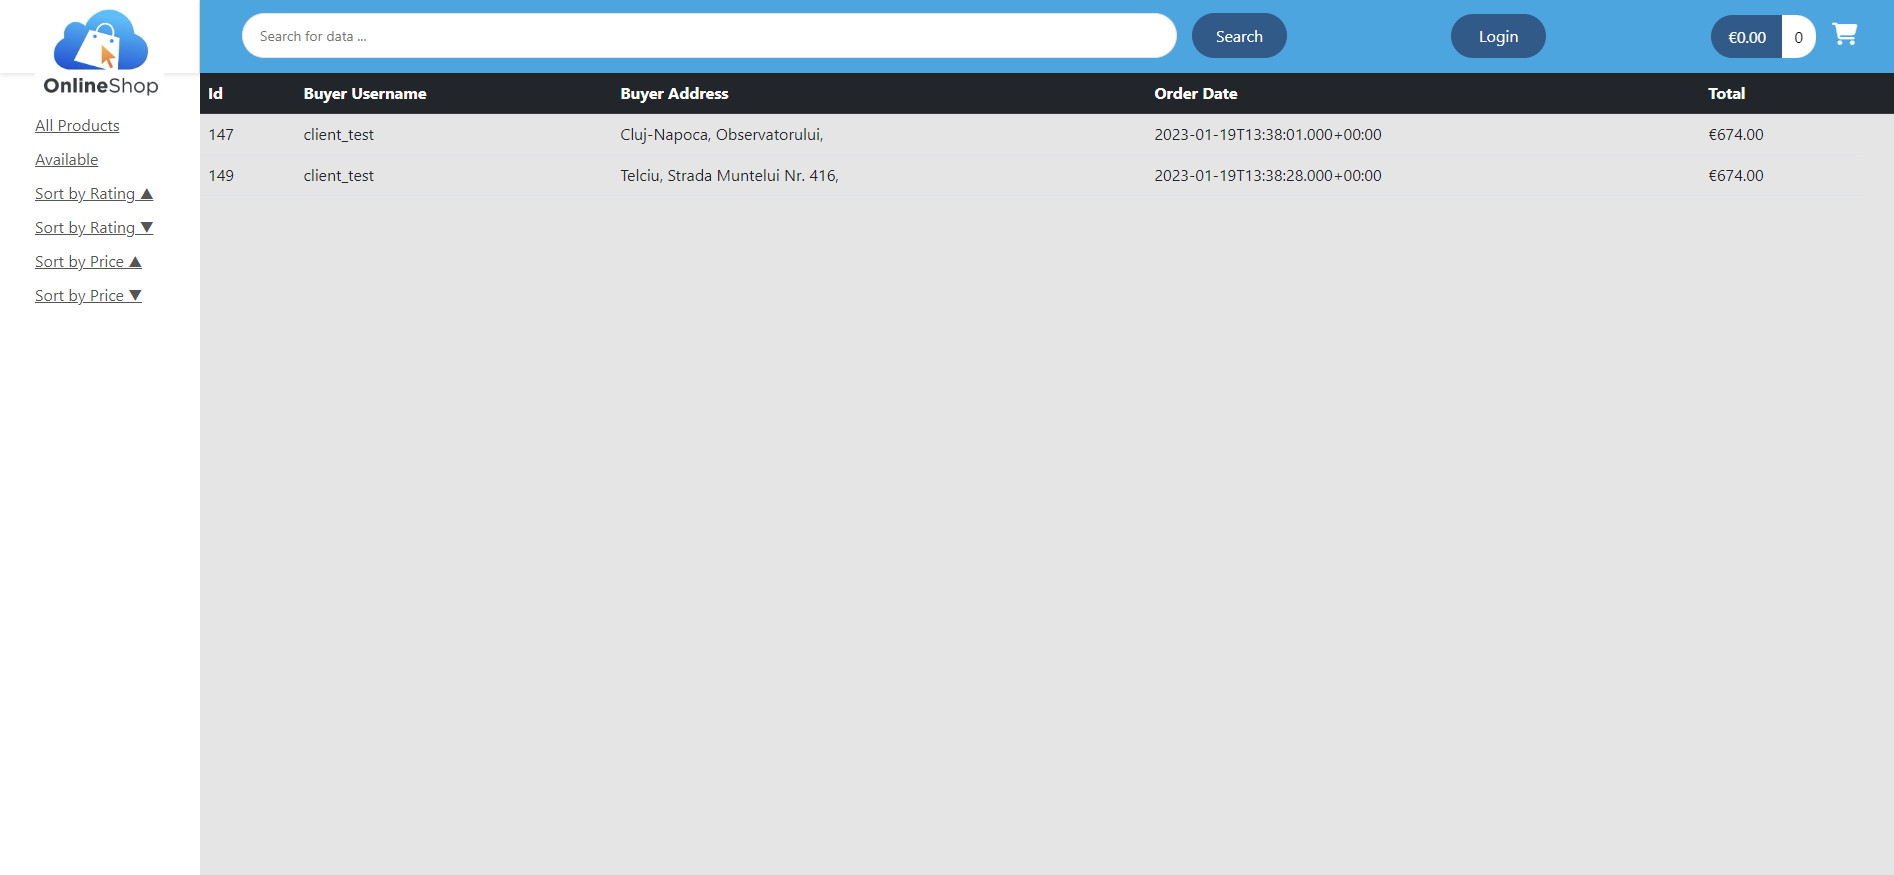 Search for data ...
Search
Login
€0.00
0
OnlineShop
All Products
Available
Sort by Rating ▲
Sort by Rating ▼
Sort by Price ▲
Sort by Price ▼
Id Buyer Username Buyer Address Order Date Total
147 client_test Cluj-Napoca, Observatorului, 2023-01-19T13:38:01.000+00:00 €674.00
149 client_test Telciu, Strada Muntelui Nr. 416, 2023-01-19T13:38:28.000+00:00 €674.00